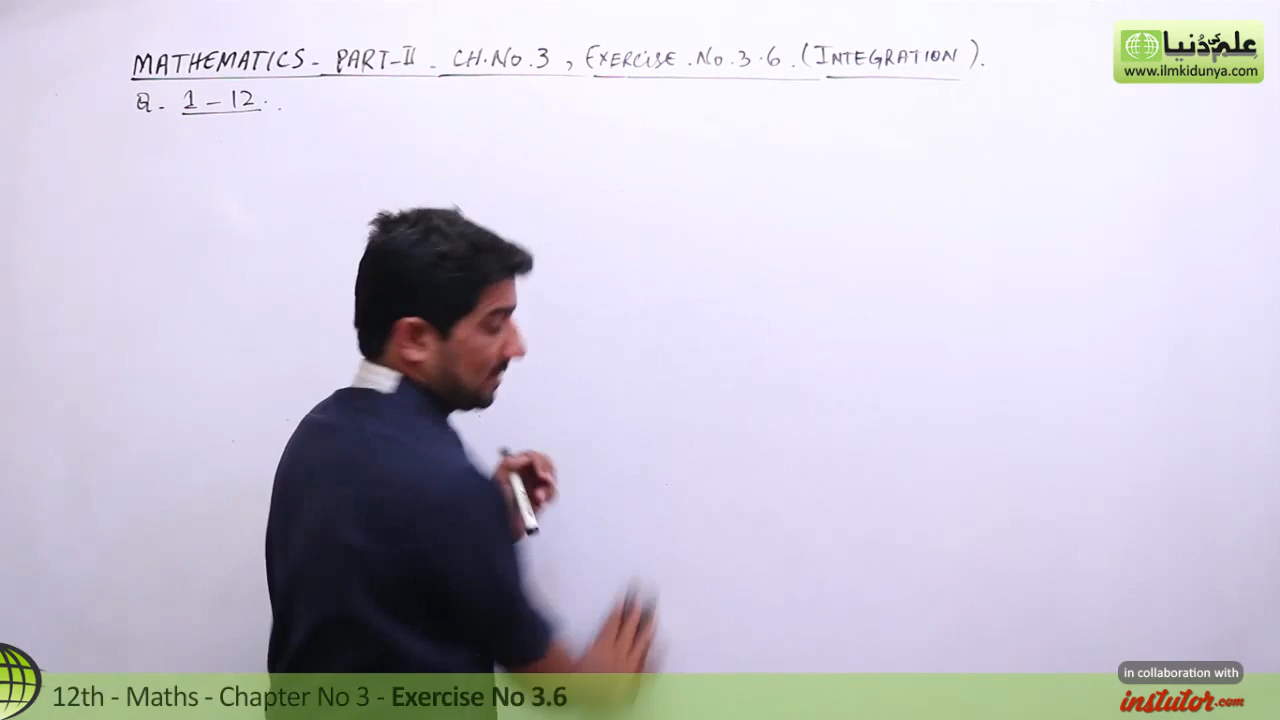 MATHEMATICS - PART-II - CH.No.3, EXERCISE.No.3.6.(INTEGRATION).
Q. 1 - 12.
علم کی دنیا
www.ilmkidunya.com
12th - Maths - Chapter No 3 - Exercise No 3.6
in collaboration with
instutor.com